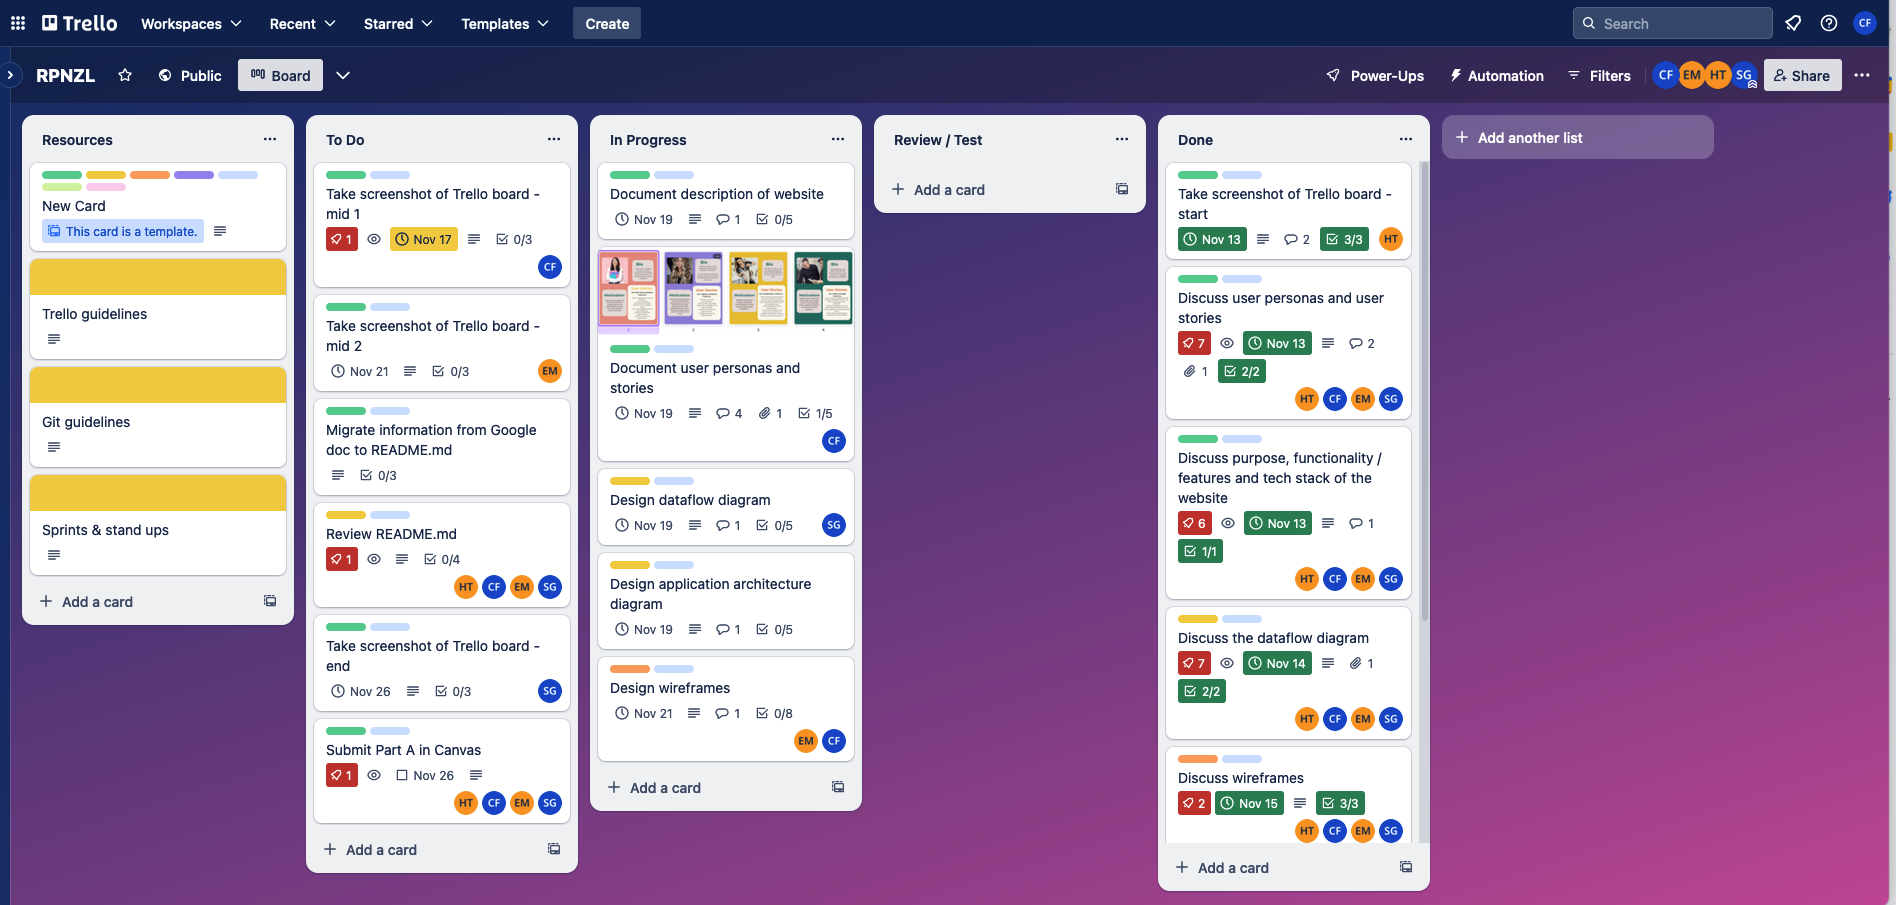 Trello
Workspaces
Recent
Starred
Templates
Create
Search
CF
RPNZL
Public
Board
Power-Ups
Automation
Filters
CF
EM
HT
SG
Share
Resources
New Card
This card is a template.
Trello guidelines
Git guidelines
Sprints & stand ups
Add a card
To Do
Take screenshot of Trello board -
mid 1
1 Nov 17 0/3
CF
Take screenshot of Trello board -
mid 2
Nov 21 0/3 EM
Migrate information from Google
doc to README.md
0/3
Review README.md
1 0/4
HT CF EM SG
Take screenshot of Trello board -
end
Nov 26 0/3 SG
Submit Part A in Canvas
1 Nov 26
HT CF EM SG
Add a card
In Progress
Document description of website
Nov 19 1 0/5
Document user personas and
stories
Nov 19 4 1 1/5
CF
Design dataflow diagram
Nov 19 1 0/5 SG
Design application architecture
diagram
Nov 19 1 0/5
Design wireframes
Nov 21 1 0/8
EM CF
Add a card
Review / Test
Add a card
Done
Take screenshot of Trello board -
start
Nov 13 2 3/3 HT
Discuss user personas and user
stories
7 Nov 13 2
1 2/2
HT CF EM SG
Discuss purpose, functionality /
features and tech stack of the
website
6 Nov 13 1
1/1
HT CF EM SG
Discuss the dataflow diagram
7 Nov 14 1
2/2
HT CF EM SG
Discuss wireframes
2 Nov 15 3/3
HT CF EM SG
Add a card
Add another list